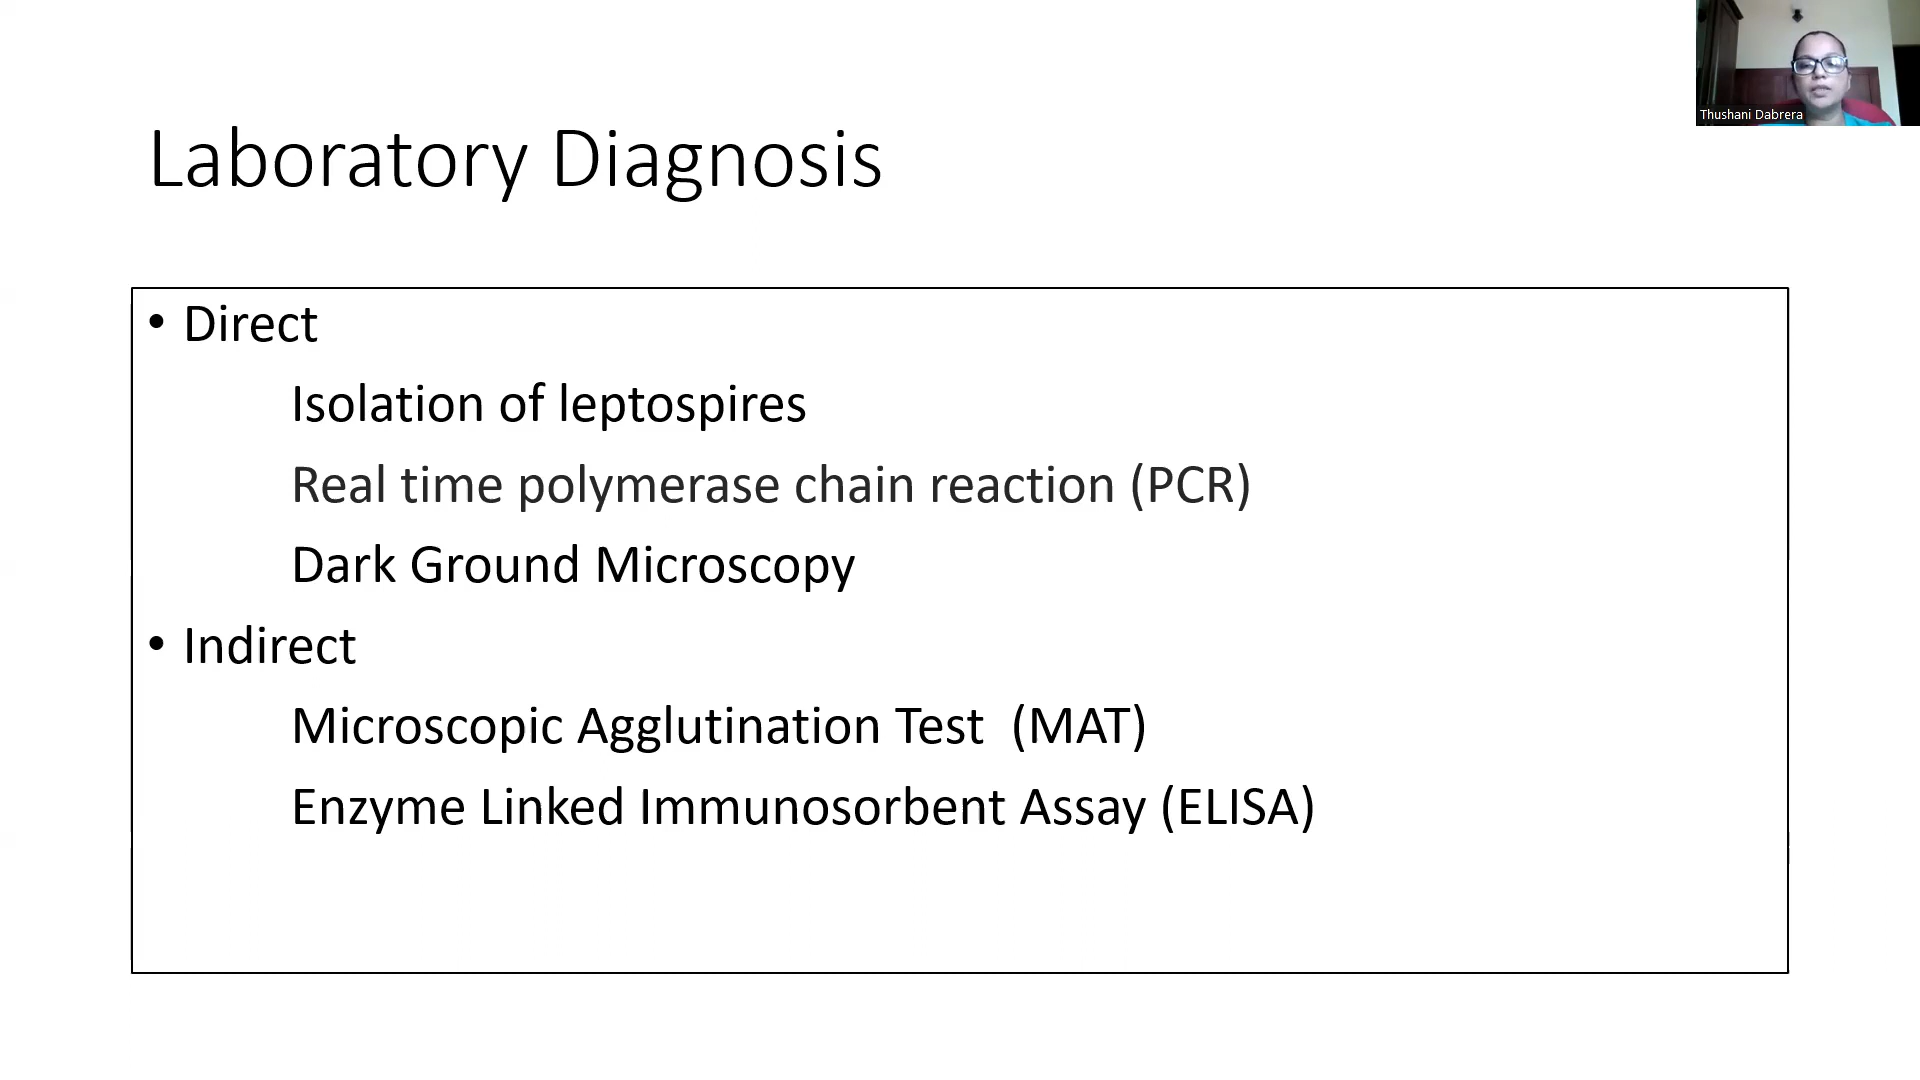 Thushani Dabrera
Laboratory Diagnosis
• Direct
Isolation of leptospires
Real time polymerase chain reaction (PCR)
Dark Ground Microscopy
• Indirect
Microscopic Agglutination Test  (MAT)
Enzyme Linked Immunosorbent Assay (ELISA)